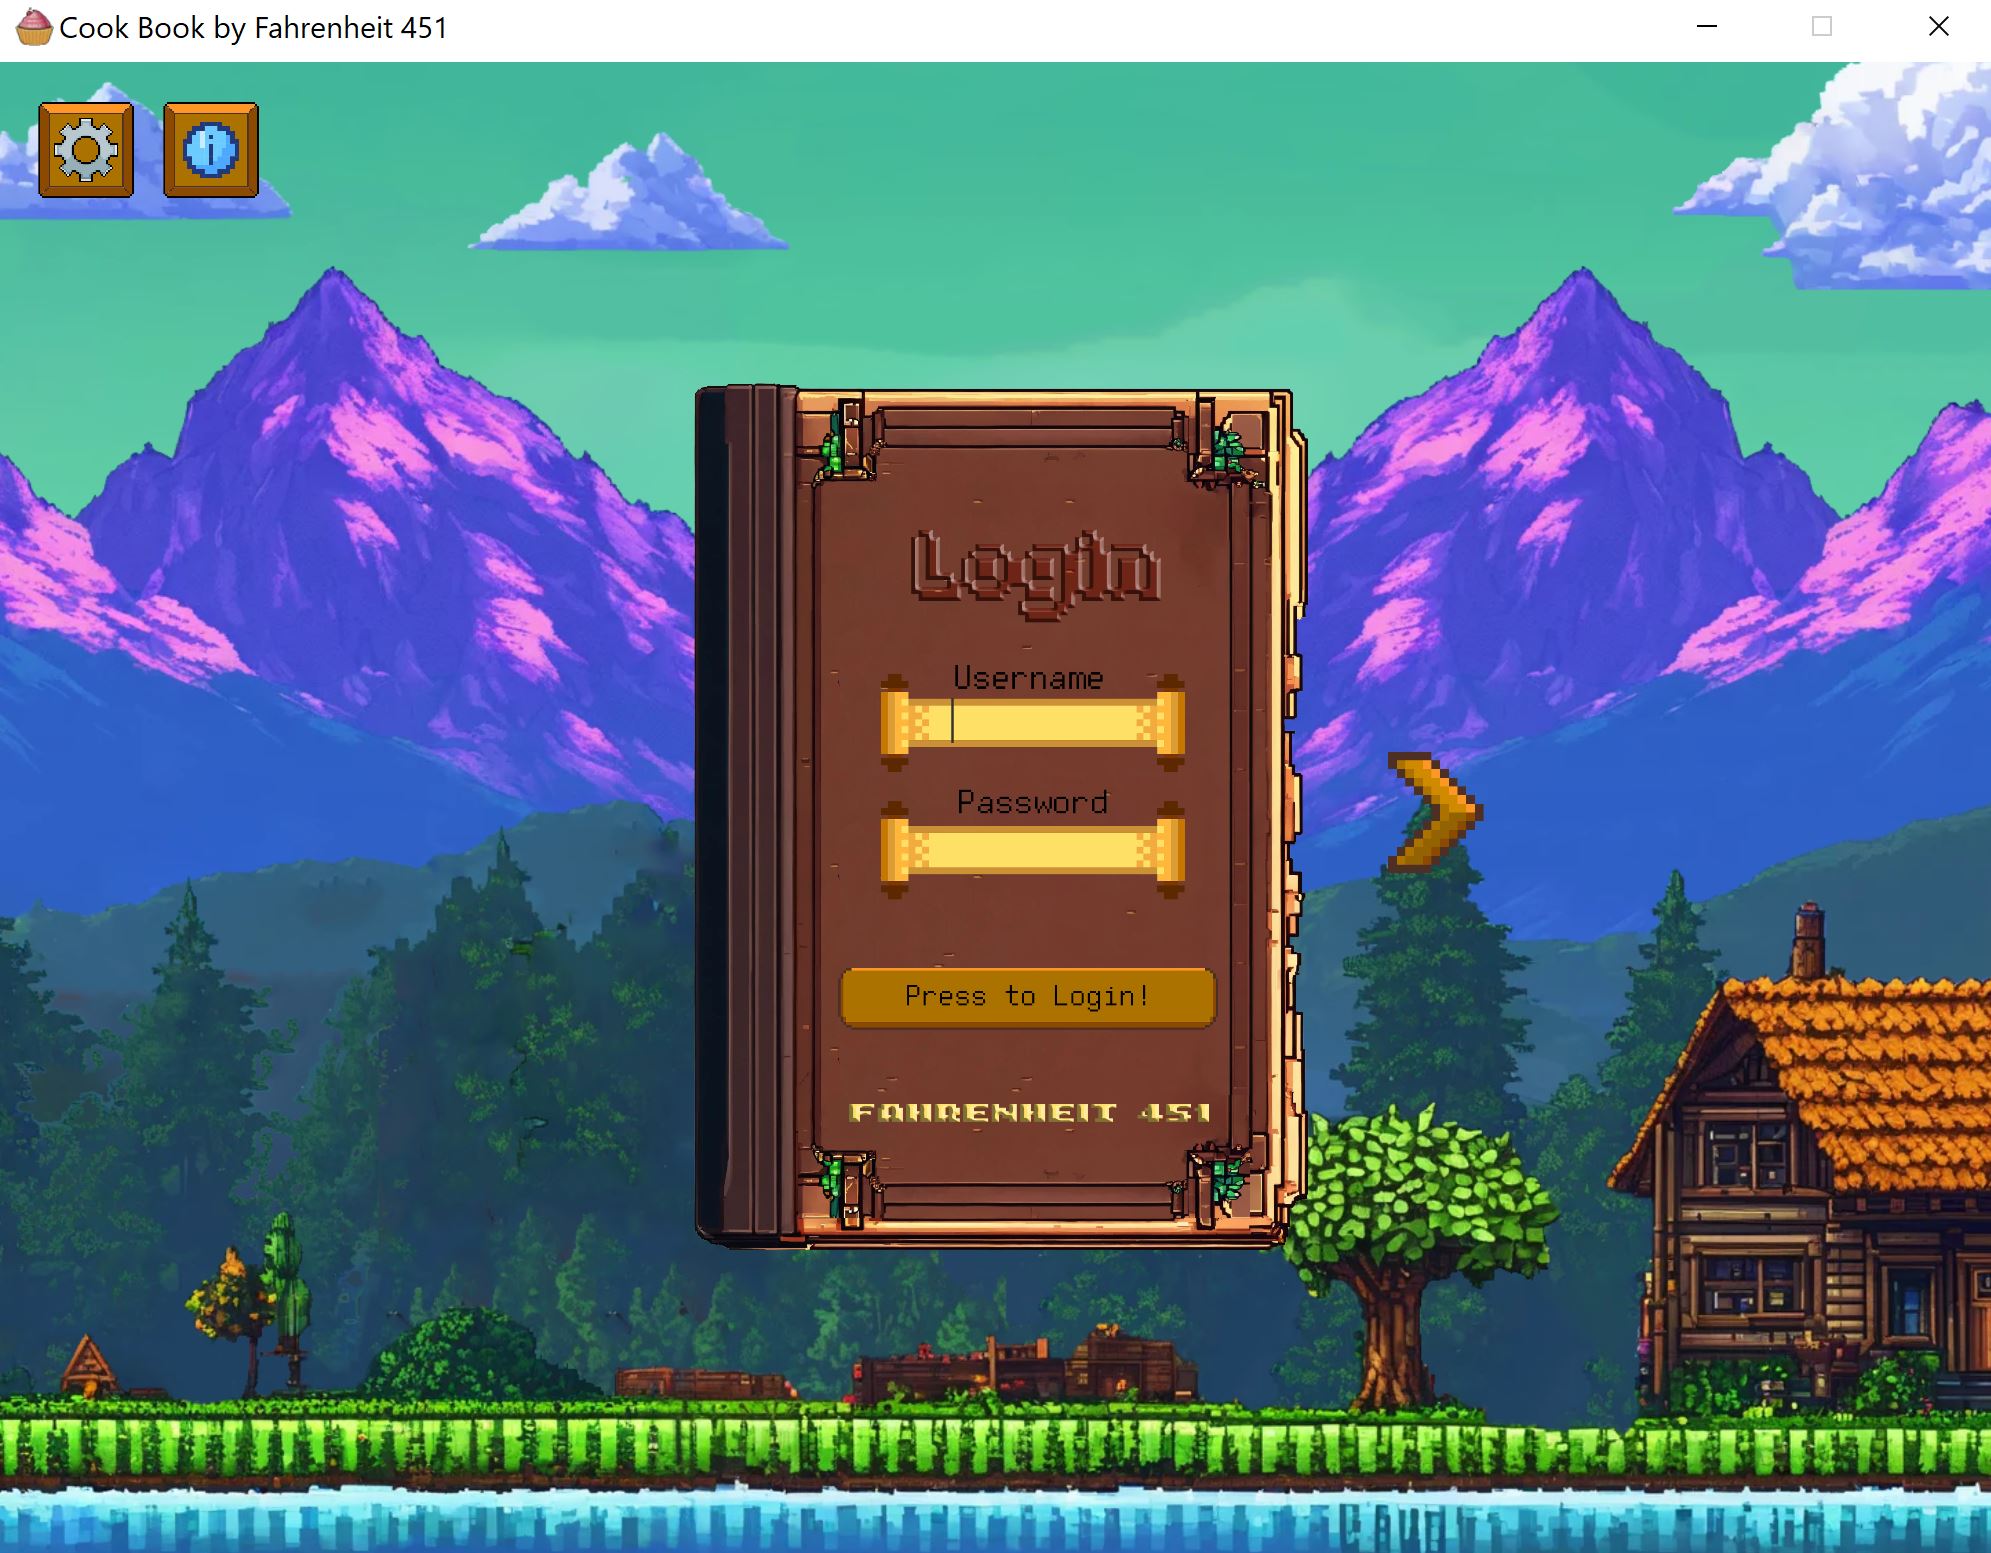 Cook Book by Fahrenheit 451
i
Login
Username
Password
Press to Login!
FAHRENHEIT 451